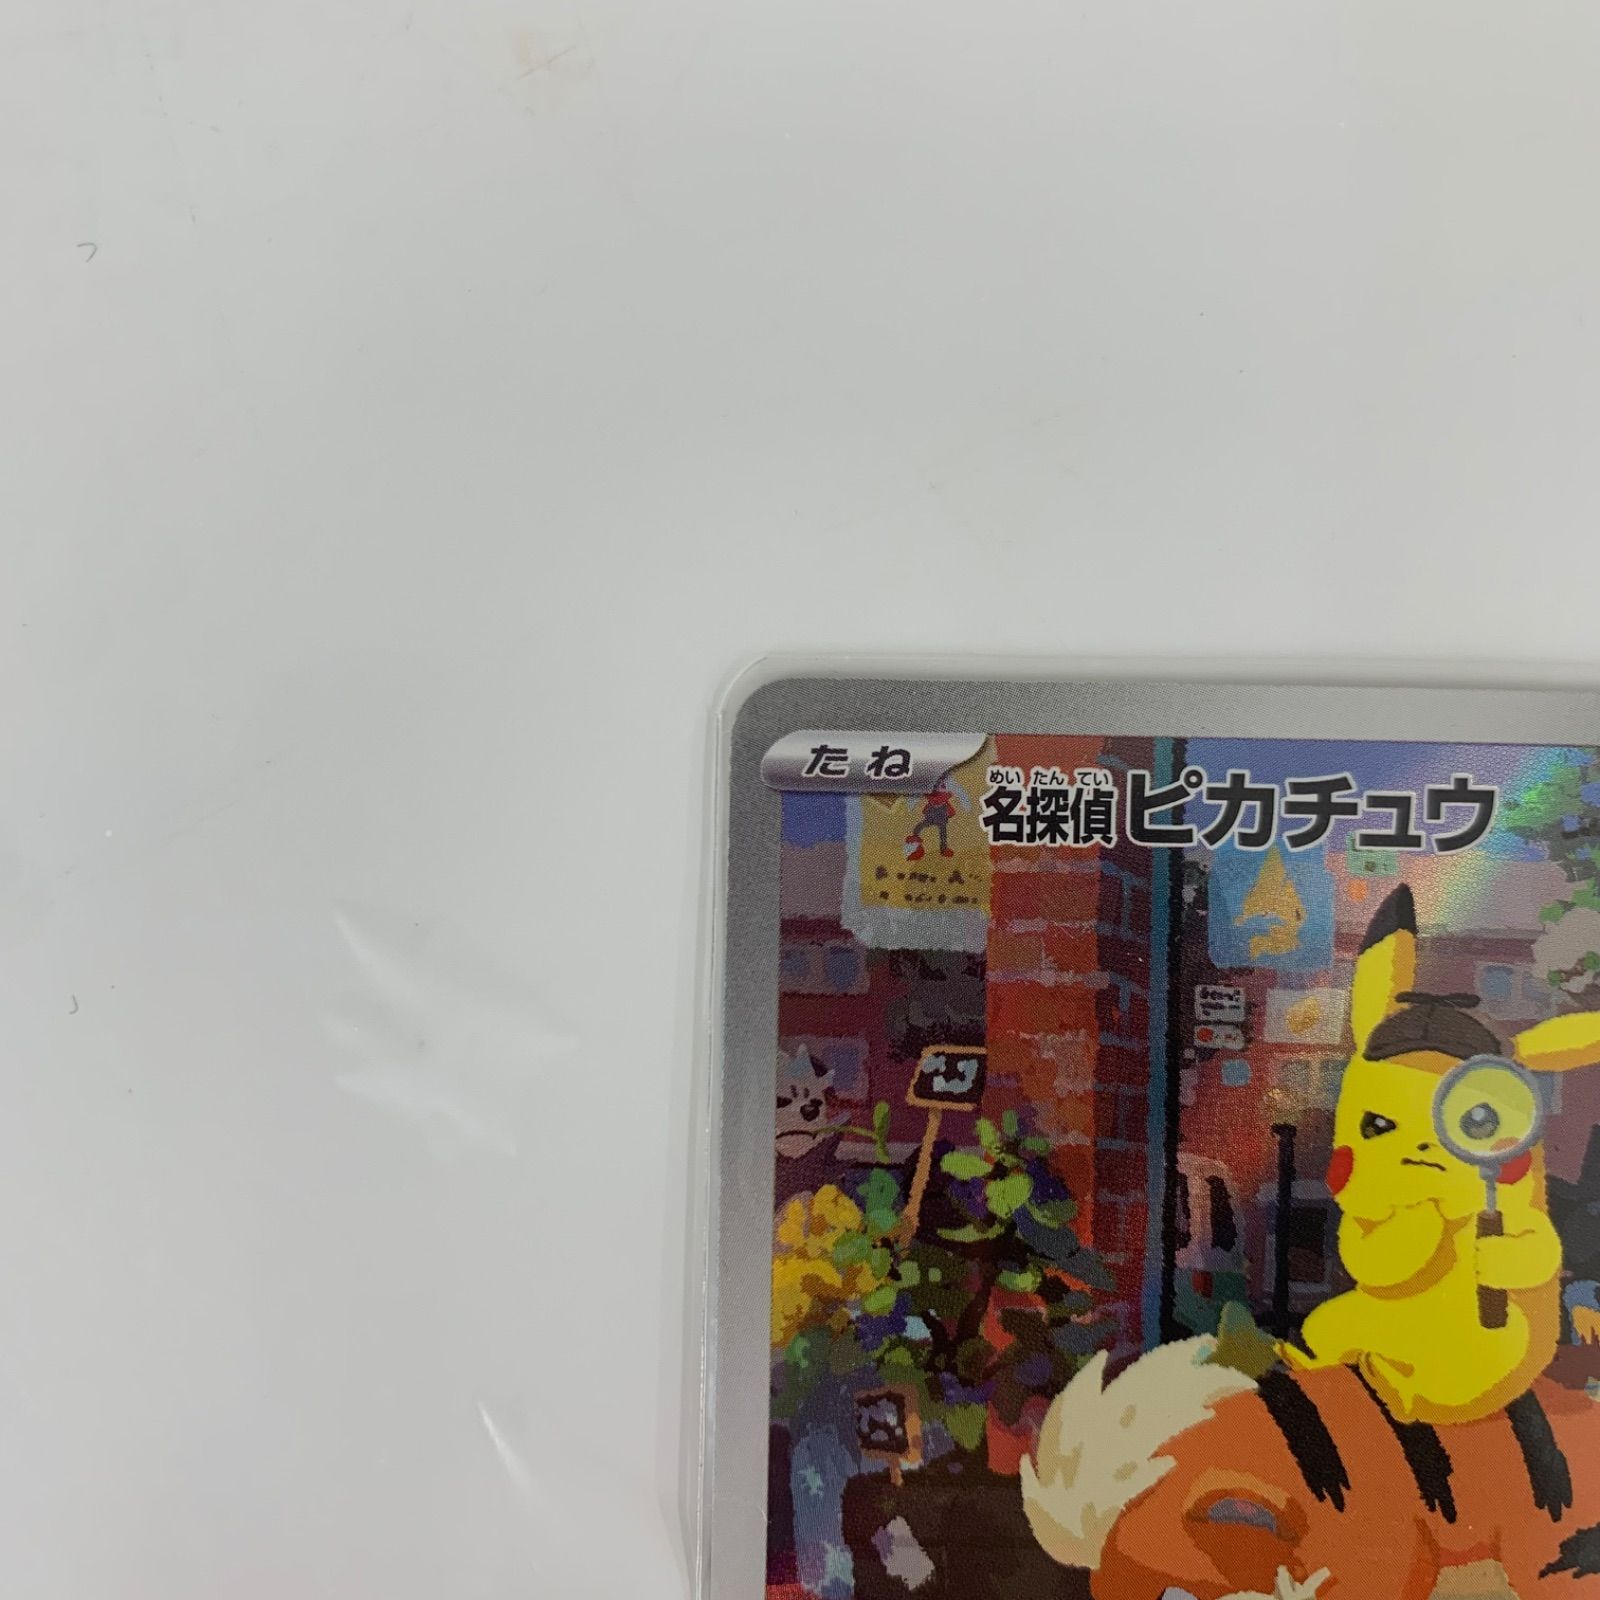 たね
めいたんてい
名探偵ピカチュウ